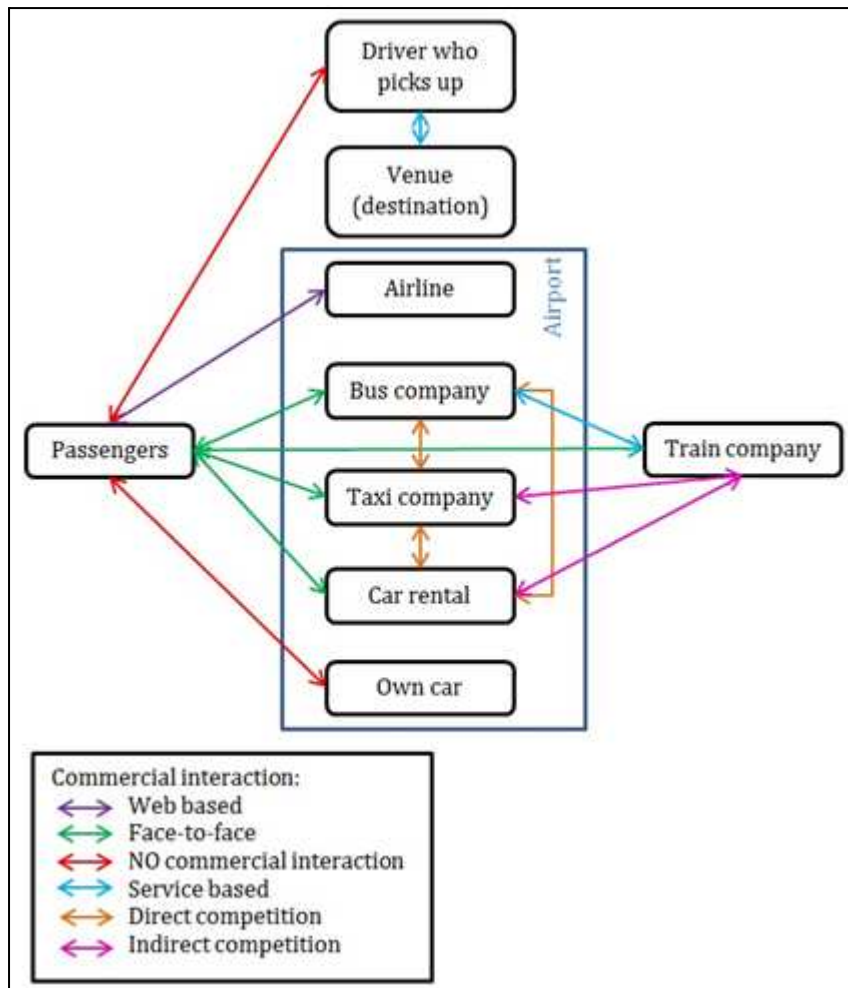 Driver who
picks up
Venue
(destination)
Airline
Airport
Bus company
Passengers
Train company
Taxi company
Car rental
Own car
Commercial interaction:
Web based
Face-to-face
NO commercial interaction
Service based
Direct competition
Indirect competition